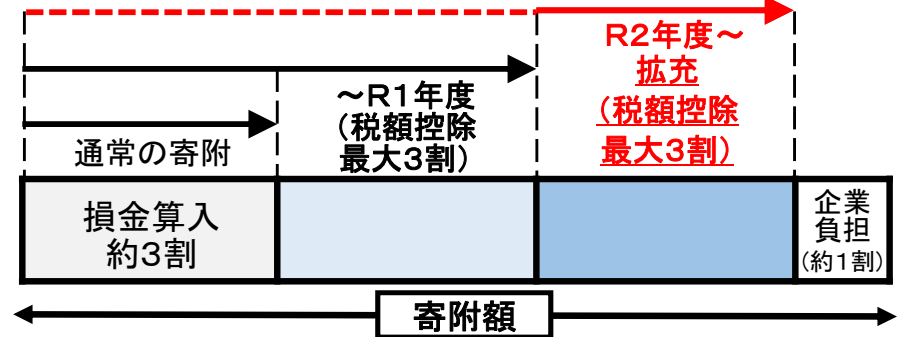 R2年度～
拡充
(税額控除
最大3割)
～R1年度
(税額控除
最大3割)
通常の寄附
損金算入
約3割
企業
負担
(約1割)
寄附額